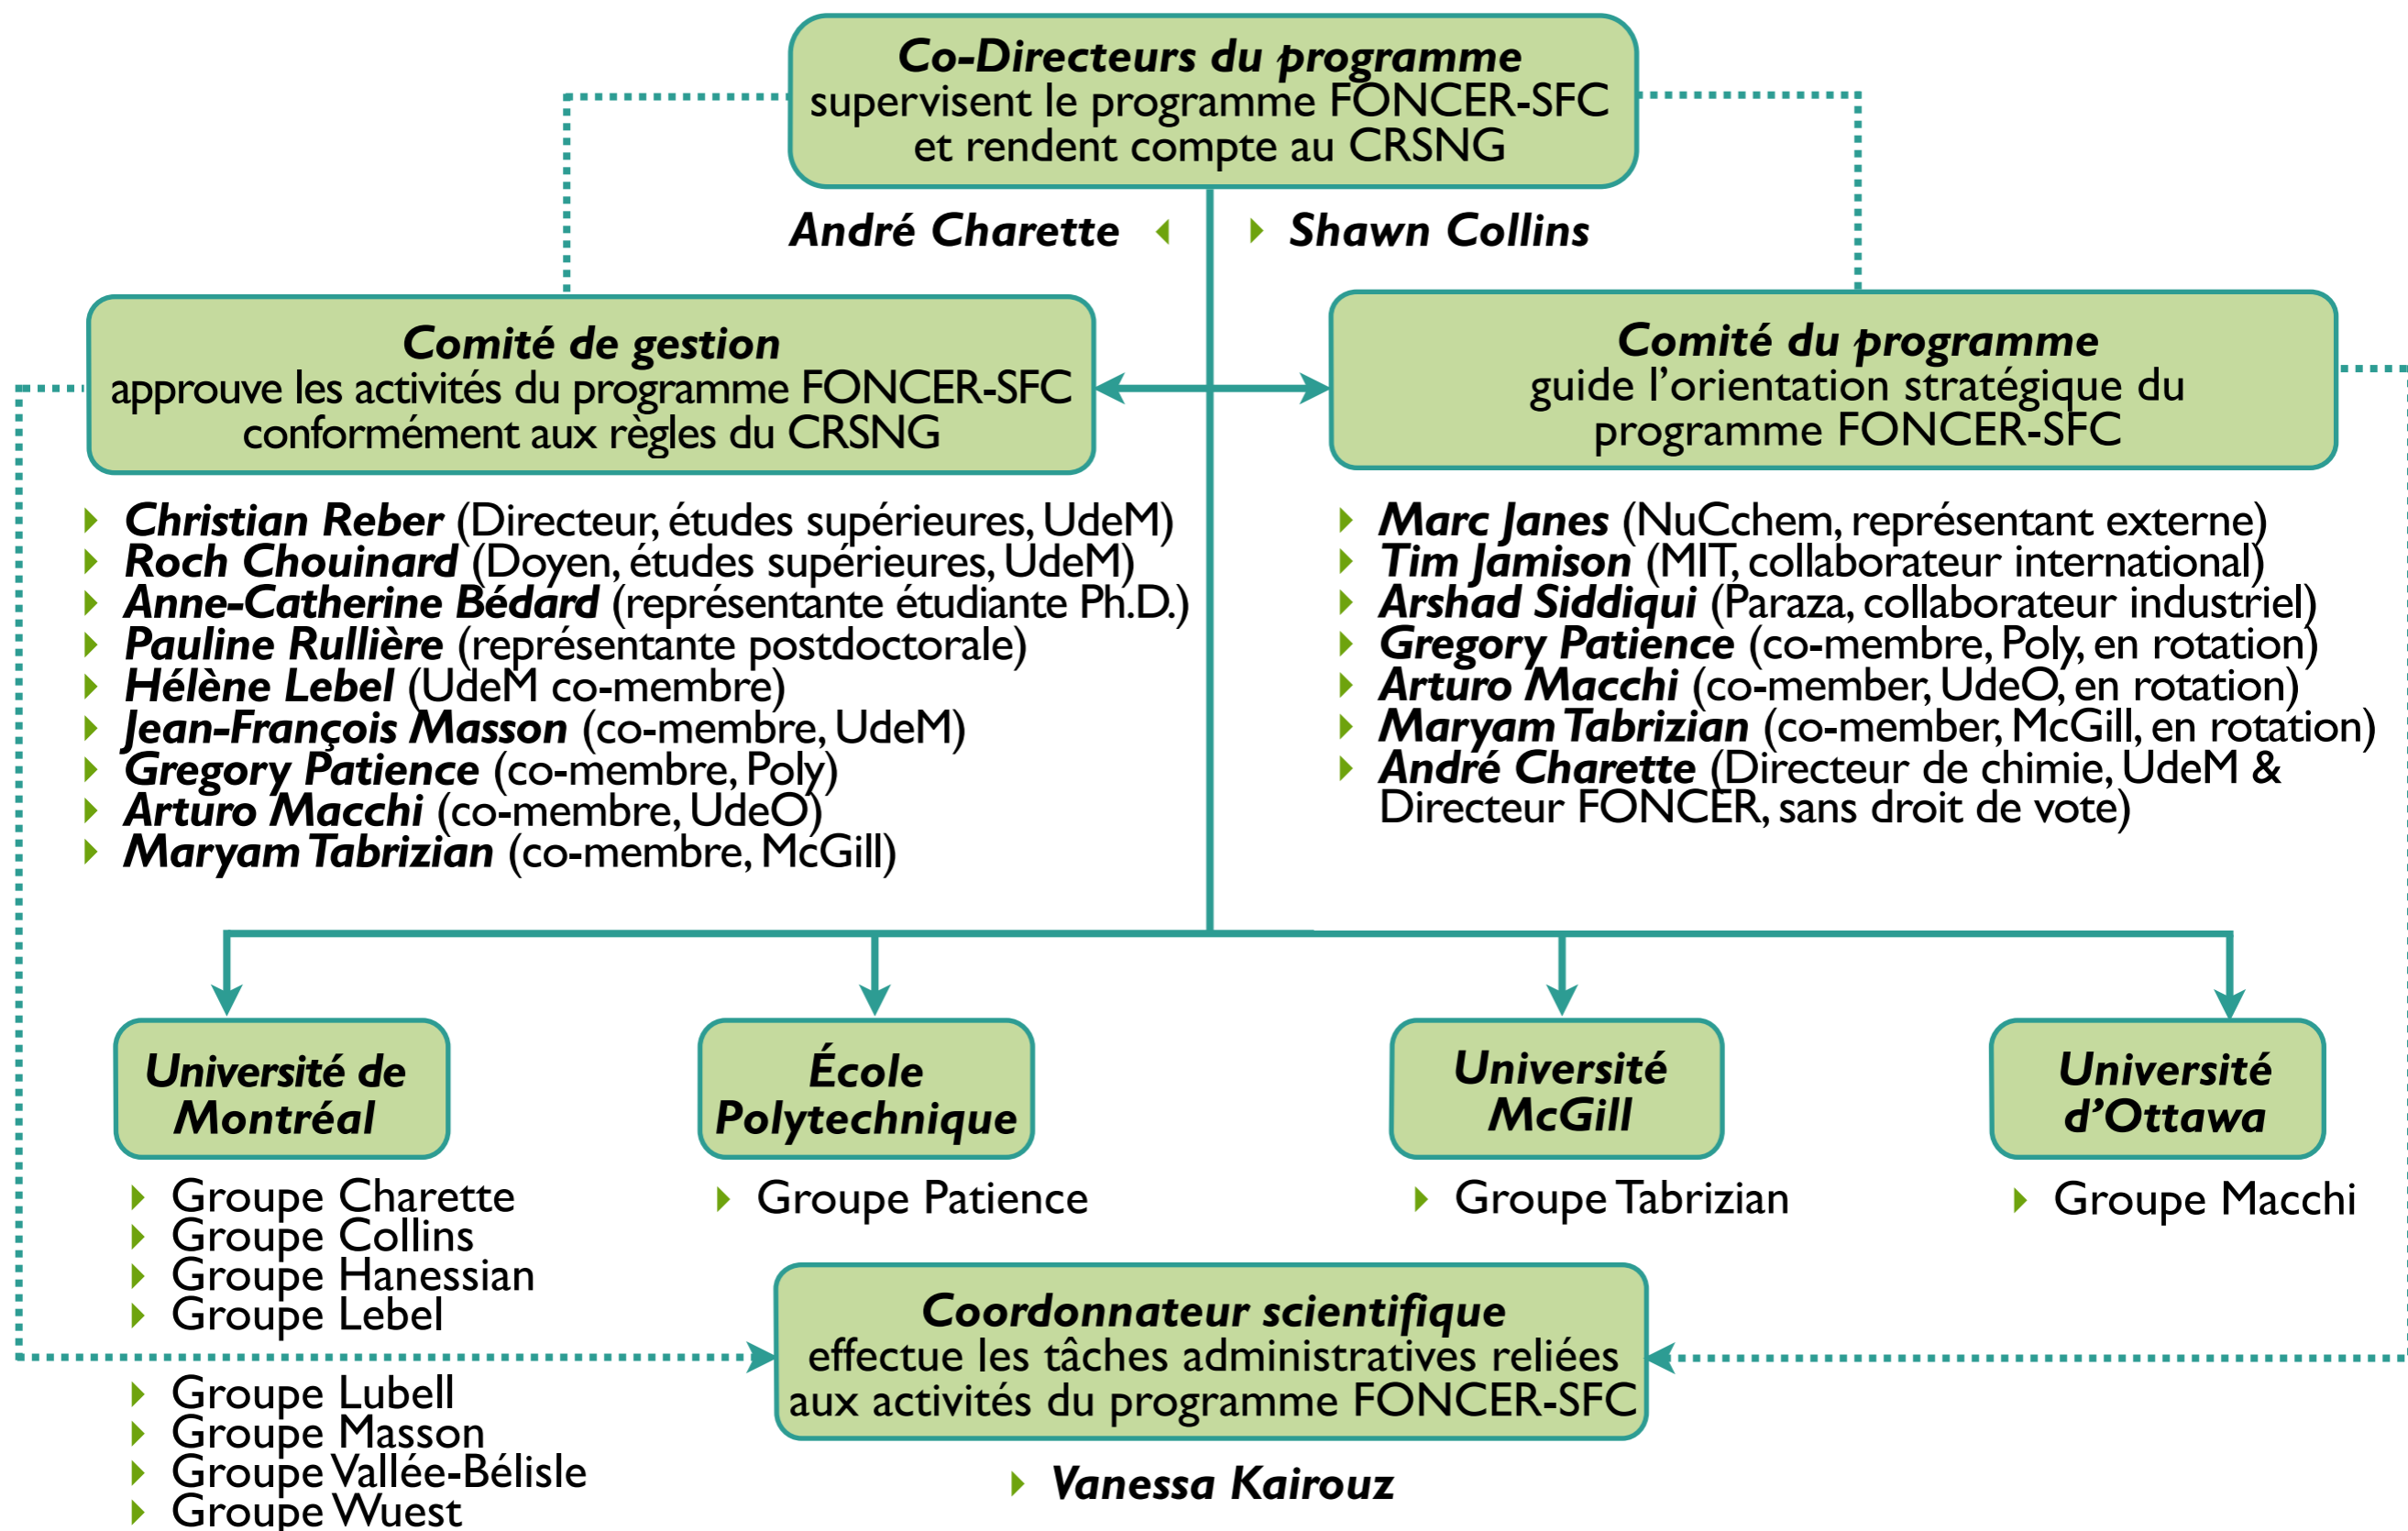 Co-Directeurs du programme
supervisent le programme FONCER-SFC
et rendent compte au CRSNG
André Charette
Shawn Collins
Comité de gestion
approuve les activités du programme FONCER-SFC
conformément aux règles du CRSNG
Christian Reber (Directeur, études supérieures, UdeM)
Roch Chouinard (Doyen, études supérieures, UdeM)
Anne-Catherine Bédard (représentante étudiante Ph.D.)
Pauline Rullière (représentante postdoctorale)
Hélène Lebel (UdeM co-membre)
Jean-François Masson (co-membre, UdeM)
Gregory Patience (co-membre, Poly)
Arturo Macchi (co-membre, UdeO)
Maryam Tabrizian (co-membre, McGill)
Comité du programme
guide l’orientation stratégique du
programme FONCER-SFC
Marc Janes (NuCchem, représentant externe)
Tim Jamison (MIT, collaborateur international)
Arshad Siddiqui (Paraza, collaborateur industriel)
Gregory Patience (co-membre, Poly, en rotation)
Arturo Macchi (co-member, UdeO, en rotation)
Maryam Tabrizian (co-member, McGill, en rotation)
André Charette (Directeur de chimie, UdeM &
Directeur FONCER, sans droit de vote)
Université de
Montréal
Groupe Charette
Groupe Collins
Groupe Hanessian
Groupe Lebel
Groupe Lubell
Groupe Masson
Groupe Vallée-Bélisle
Groupe Wuest
École
Polytechnique
Groupe Patience
Université
McGill
Groupe Tabrizian
Université
d’Ottawa
Groupe Macchi
Coordonnateur scientifique
effectue les tâches administratives reliées
aux activités du programme FONCER-SFC
Vanessa Kairouz